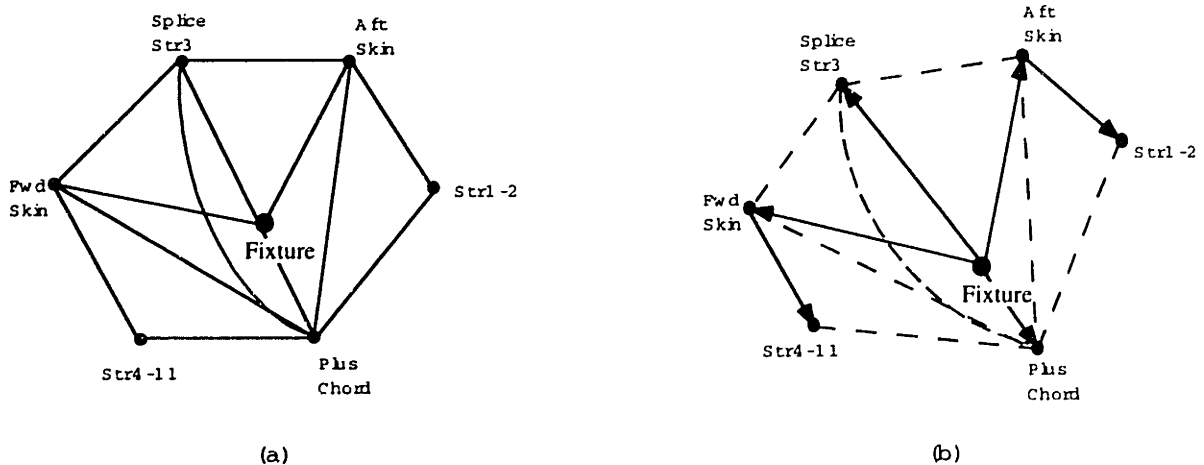 Splice
Str3
Aft
Skin
Fwd
Skin
Fixture
Str1-2
Str4-11
Plus
Chord
(a)
Aft
Skin
Splice
Str3
Str1-2
Fwd
Skin
Fixture
Str4-11
Plus
Chord
(b)